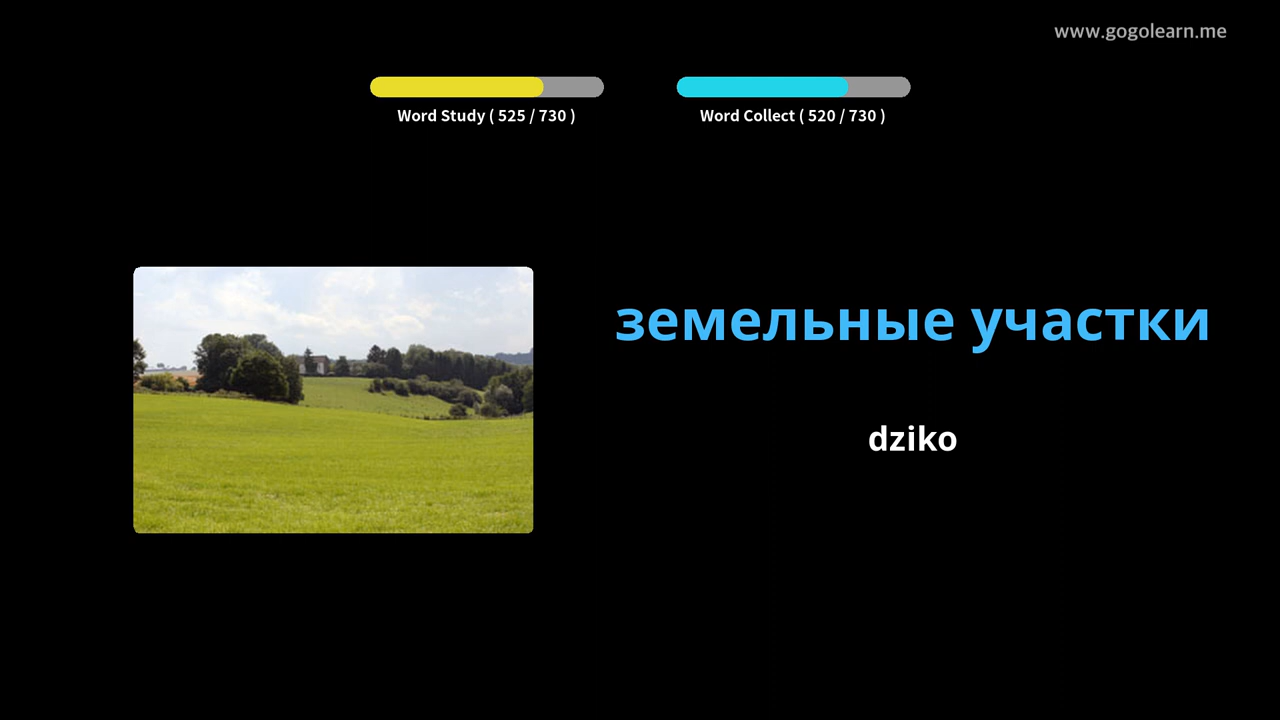 www.gogolearn.me
Word Study ( 525 / 730 )
Word Collect ( 520 / 730 )
земельные участки
dziko